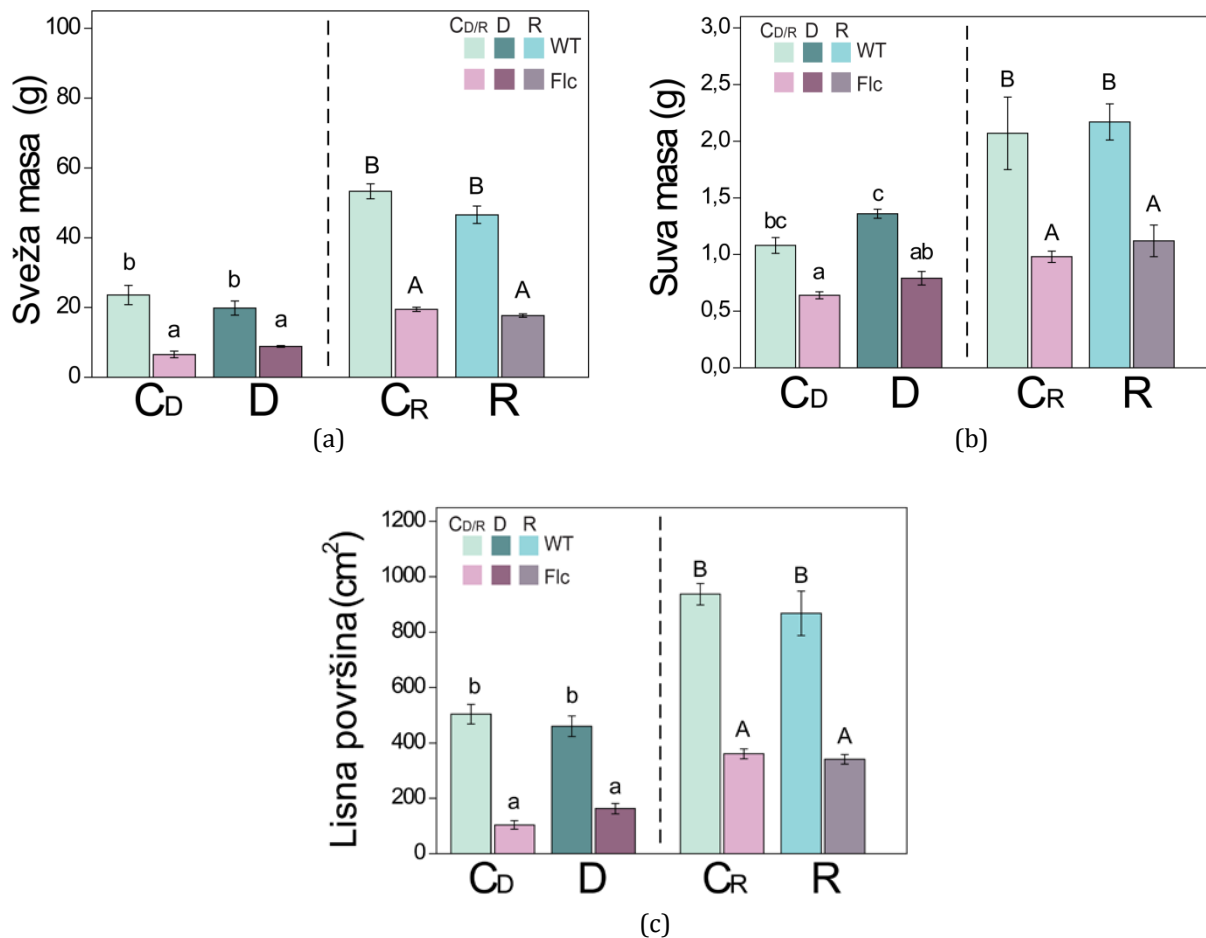 Sveža masa (g)
100
80
60
40
20
0
CD/R D R
WT
Flc
b
a
b
a
B
A
B
A
CD D CR R
(a)
Suva masa (g)
3,0
2,5
2,0
1,5
1,0
0,5
0,0
CD/R D R
WT
Flc
bc
a
c
ab
B
A
B
A
CD D CR R
(b)
Lisna površina(cm²)
1200
1000
800
600
400
200
0
CD/R D R
WT
Flc
b
a
b
a
B
A
B
A
CD D CR R
(c)